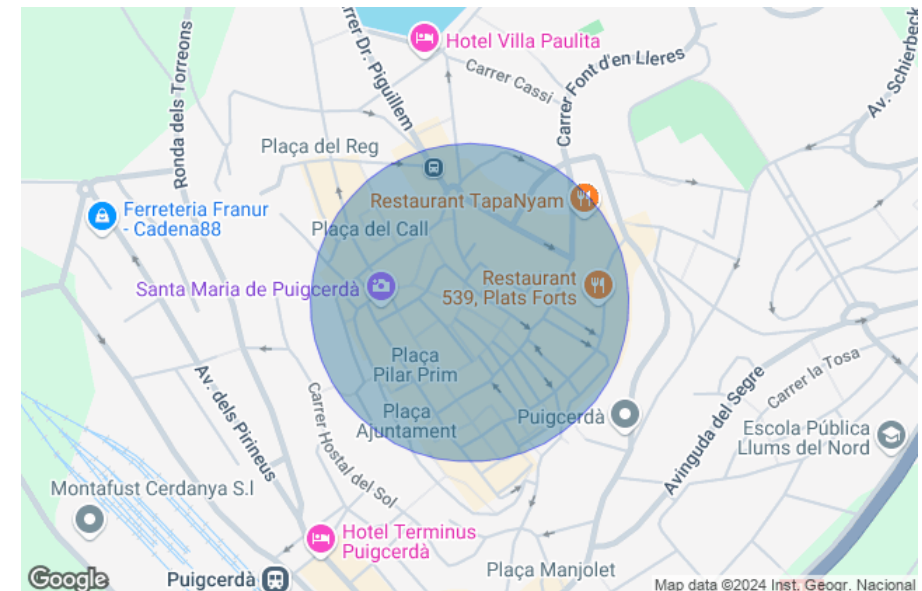 Ronda dels Torreons
Carrer Dr. Piguillem
Hotel Villa Paulita
Carrer Cassi
Carrer Font d'en Lleres
Av. Schierbeck
Plaça del Reg
Restaurant TapaNyam
Ferreteria Franur
- Cadena88
Plaça del Call
Santa Maria de Puigcerdà
Restaurant
539, Plats Forts
Plaça
Pilar Prim
Carrer la Tosa
Av. dels Pirineus
Carrer Hostal del Sol
Plaça
Ajuntament
Puigcerdà
Avinguda del Segre
Escola Pública
Llums del Nord
Montafust Cerdanya S.l
Hotel Terminus
Puigcerdà
Plaça Manjolet
Google
Puigcerdà
Map data ©2024 Inst. Geogr. Nacional